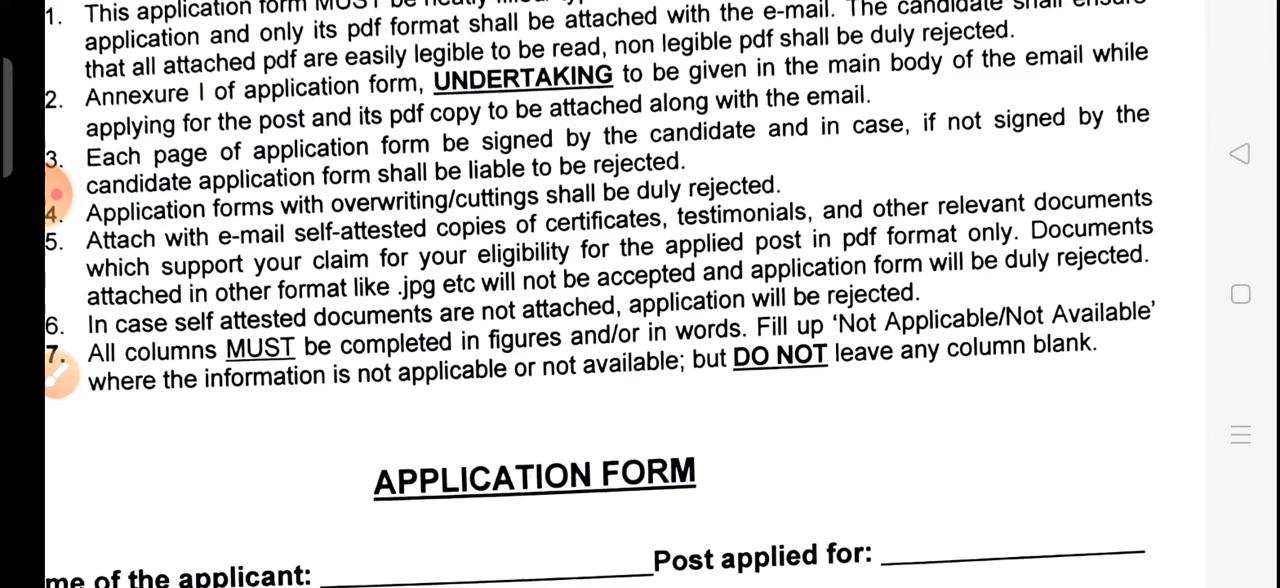 1. This application form MUST be neatly
application and only its pdf format shall be attached with the e-mail. The candidate shall ensure
that all attached pdf are easily legible to be read, non legible pdf shall be duly rejected.
2. Annexure I of application form, UNDERTAKING to be given in the main body of the email while
applying for the post and its pdf copy to be attached along with the email.
3. Each page of application form be signed by the candidate and in case, if not signed by the
candidate application form shall be liable to be rejected.
4. Application forms with overwriting/cuttings shall be duly rejected.
5. Attach with e-mail self-attested copies of certificates, testimonials, and other relevant documents
which support your claim for your eligibility for the applied post in pdf format only. Documents
attached in other format like .jpg etc will not be accepted and application form will be duly rejected.
6. In case self attested documents are not attached, application will be rejected.
7. All columns MUST be completed in figures and/or in words. Fill up ‘Not Applicable/Not Available’
where the information is not applicable or not available; but DO NOT leave any column blank.
APPLICATION FORM
me of the applicant: Post applied for: